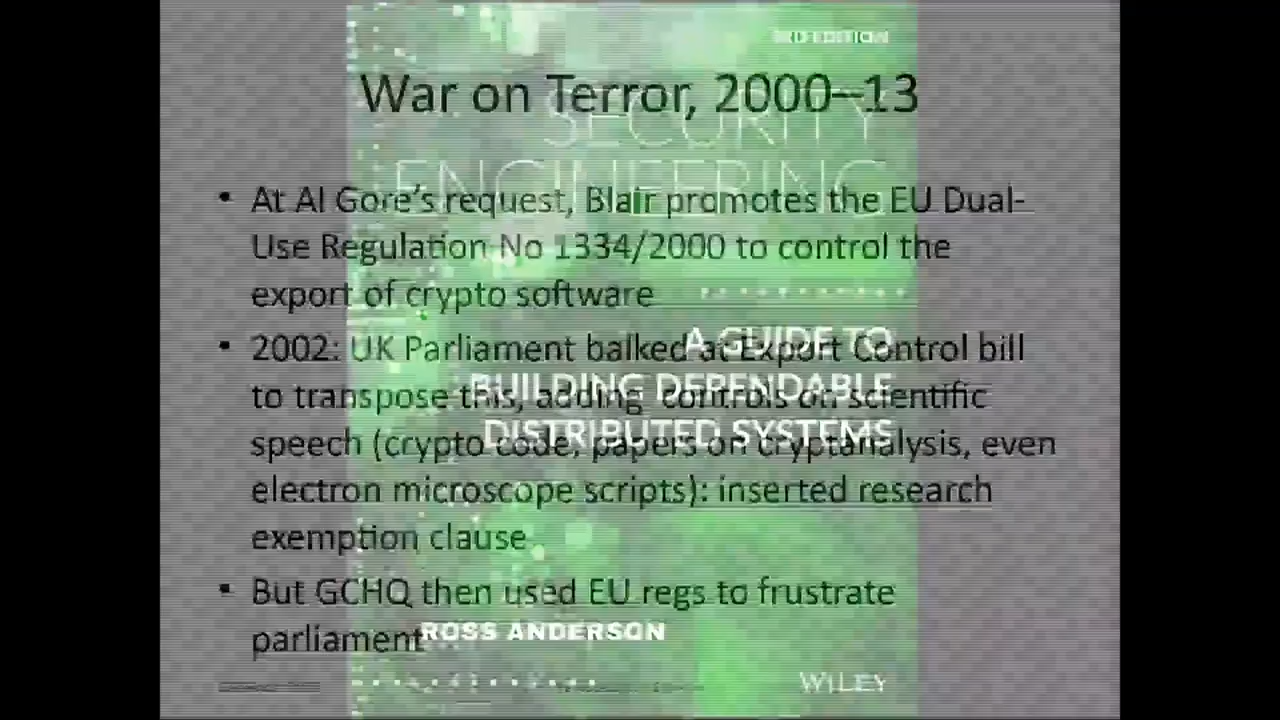 3RD EDITION
War on Terror, 2000–13
SECURITY
ENGINEERING
• At Al Gore's request, Blair promotes the EU Dual-
Use Regulation No 1334/2000 to control the
export of crypto software
• 2002: UK Parliament balked at Export Control bill
to transpose this, adding controls on scientific
speech (crypto code, papers on cryptanalysis, even
electron microscope scripts): inserted research
exemption clause
A GUIDE TO
BUILDING DEPENDABLE
DISTRIBUTED SYSTEMS
• But GCHQ then used EU regs to frustrate
parliament
ROSS ANDERSON
WILEY